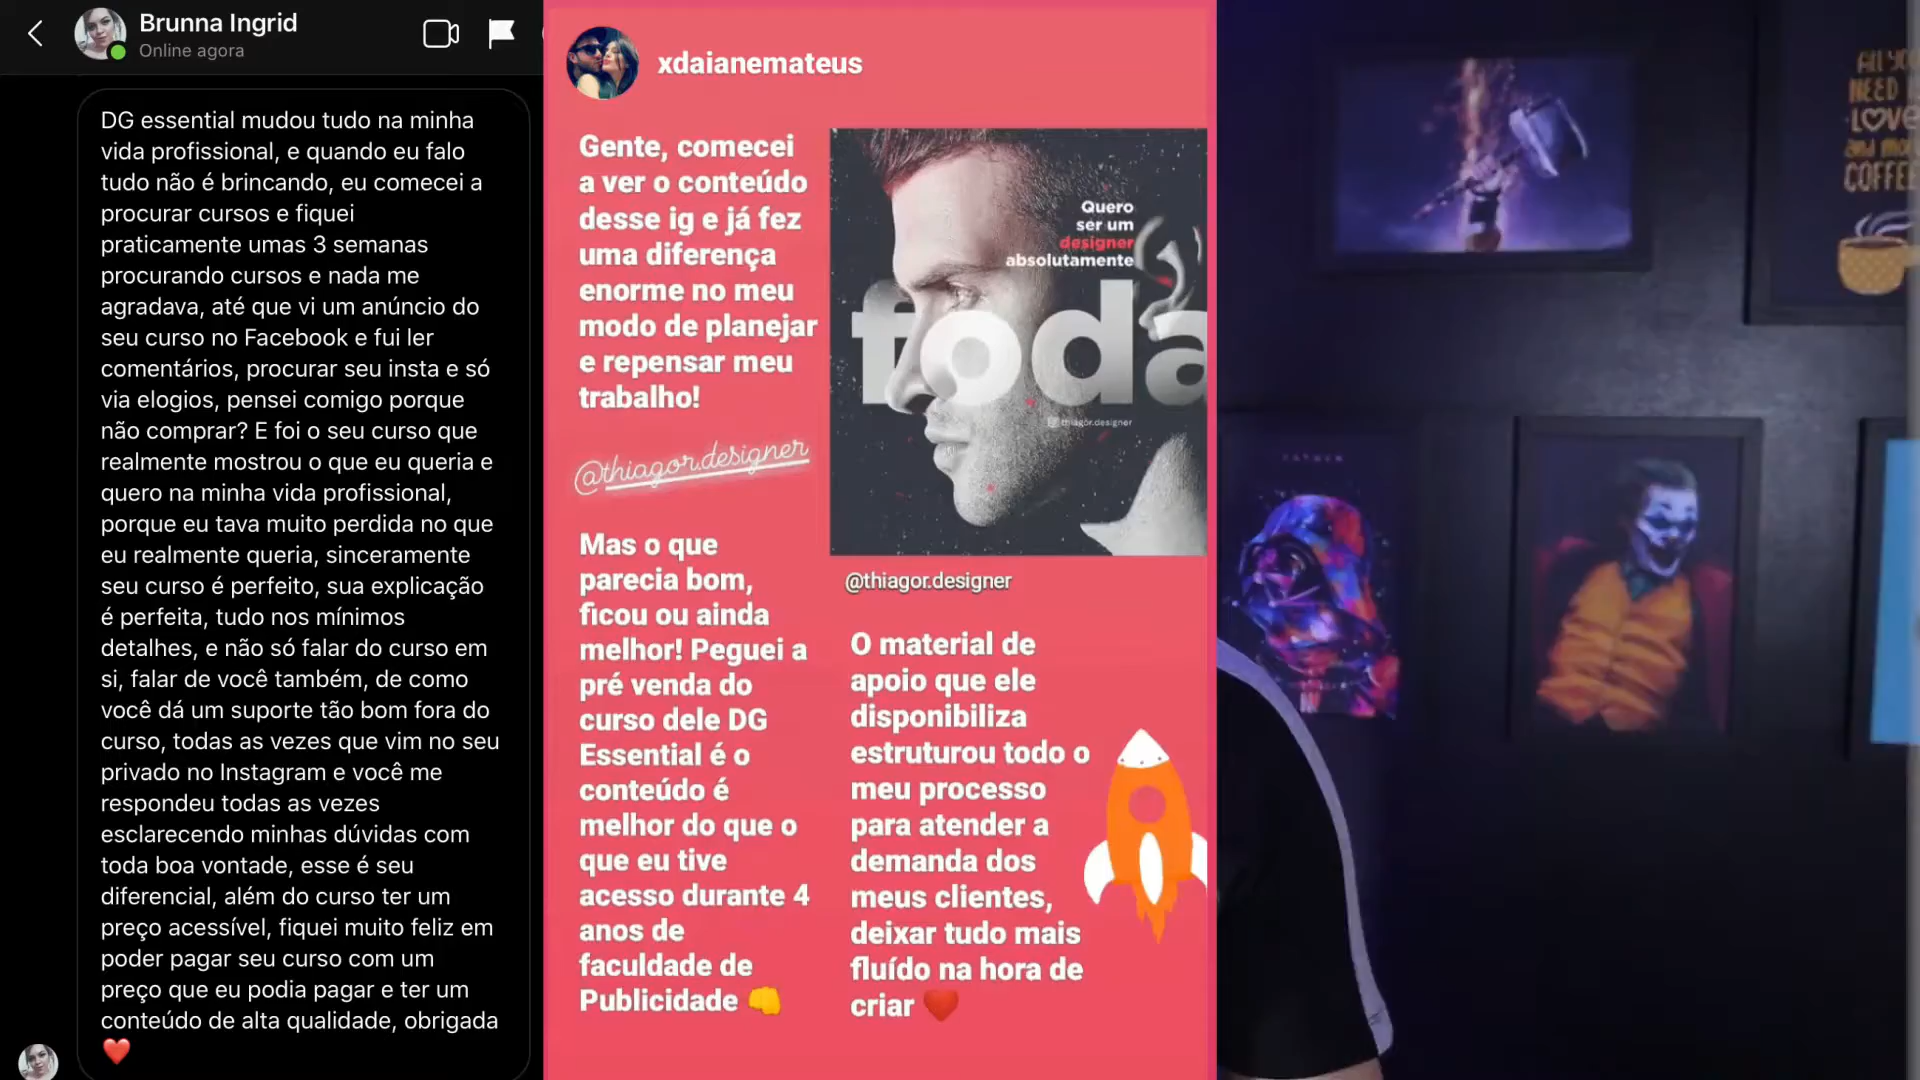 Brunna Ingrid
Online agora
DG essential mudou tudo na minha
vida profissional, e quando eu falo
tudo não é brincando, eu comecei a
procurar cursos e fiquei
praticamente umas 3 semanas
procurando cursos e nada me
agradava, até que vi um anúncio do
seu curso no Facebook e fui ler
comentários, procurar seu insta e só
via elogios, pensei comigo porque
não comprar? E foi o seu curso que
realmente mostrou o que eu queria e
quero na minha vida profissional,
porque eu tava muito perdida no que
eu realmente queria, sinceramente
seu curso é perfeito, sua explicação
é perfeita, tudo nos mínimos
detalhes, e não só falar do curso em
si, falar de você também, de como
você dá um suporte tão bom fora do
curso, todas as vezes que vim no seu
privado no Instagram e você me
respondeu todas as vezes
esclarecendo minhas dúvidas com
toda boa vontade, esse é seu
diferencial, além do curso ter um
preço acessível, fiquei muito feliz em
poder pagar seu curso com um
preço que eu podia pagar e ter um
conteúdo de alta qualidade, obrigada
❤️
xdaianemateus
Gente, comecei
a ver o conteúdo
desse ig e já fez
uma diferença
enorme no meu
modo de planejar
e repensar meu
trabalho!
@thiagor.designer
Mas o que
parecia bom,
ficou ou ainda
melhor! Peguei a
pré venda do
curso dele DG
Essential é o
conteúdo é
melhor do que o
que eu tive
acesso durante 4
anos de
faculdade de
Publicidade 👊
Quero
ser um
designer
absolutamente
foda
thiagor.designer
@thiagor.designer
O material de
apoio que ele
disponibiliza
estruturou todo o
meu processo
para atender a
demanda dos
meus clientes,
deixar tudo mais
fluído na hora de
criar ❤️
All YO
NEED
LOVE
and mo
COFFEE